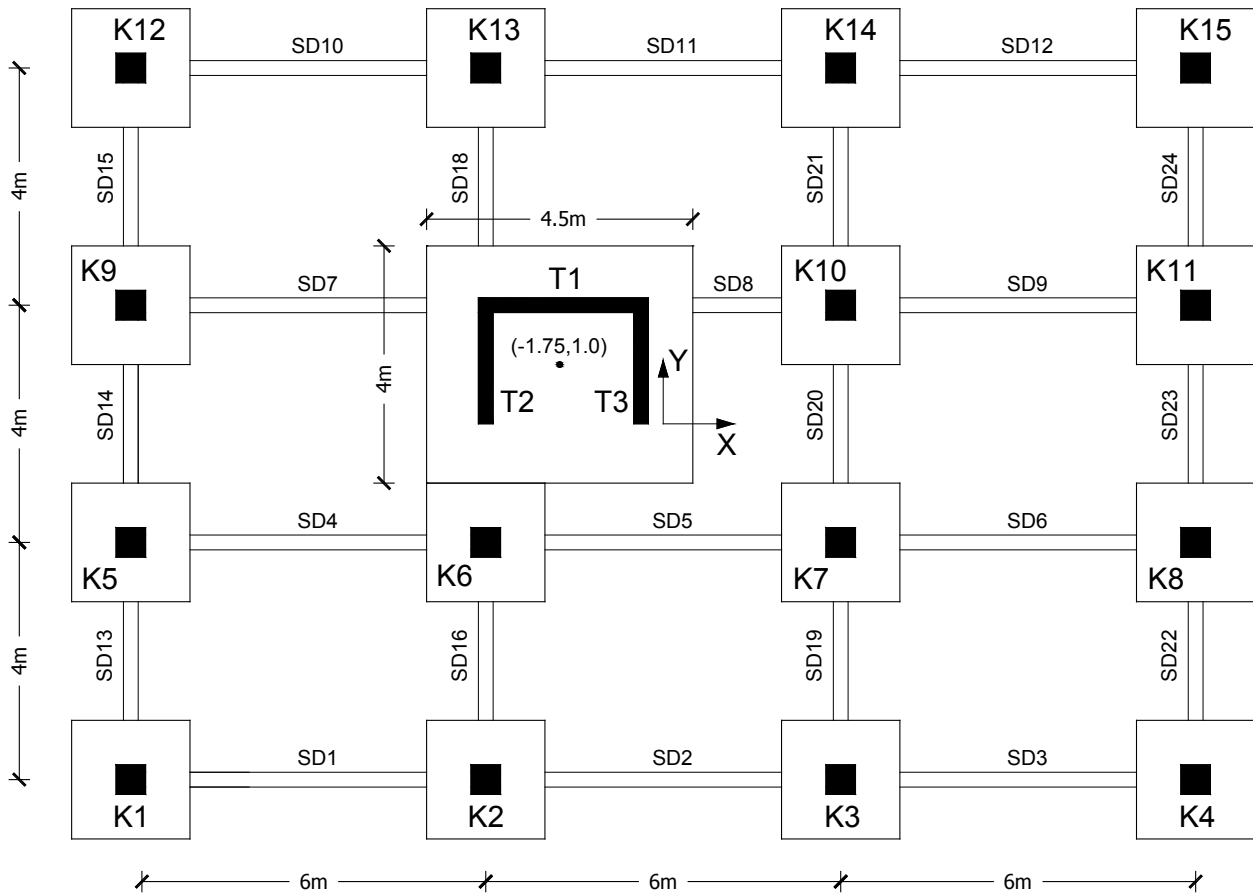 K12 K13 K14 K15
SD10 SD11 SD12
4m SD15 SD18 SD21 SD24
4.5m
K9 T1 K10 K11
SD7 SD8 SD9
(-1.75,1.0)
4m SD14 4m T2 T3 Y X SD20 SD23
SD4 SD5 SD6
K5 K6 K7 K8
4m SD13 SD16 SD19 SD22
SD1 SD2 SD3
K1 K2 K3 K4
6m 6m 6m